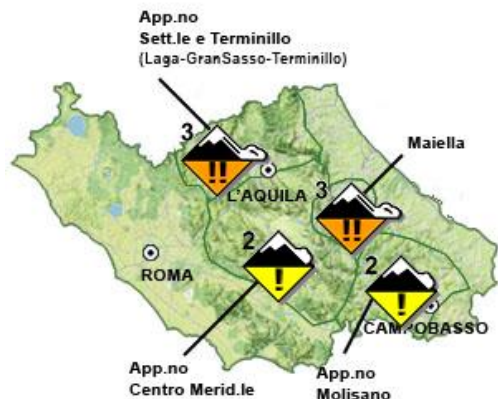 App.no
Sett.le e Terminillo
(Laga-GranSasso-Terminillo)
3
!!
L'AQUILA
Maiella
3
!!
2
!
ROMA
2
!
CAMPOBASSO
App.no
Centro Merid.le
App.no
Molisano